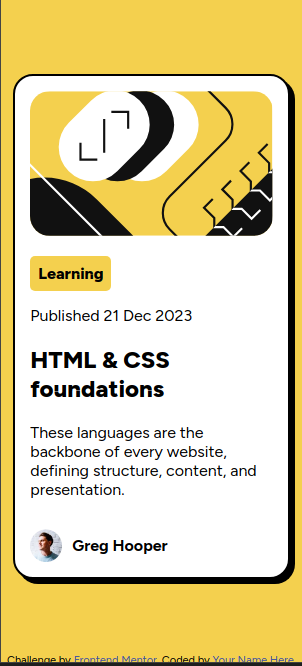 Learning
Published 21 Dec 2023
HTML & CSS
foundations
These languages are the
backbone of every website,
defining structure, content, and
presentation.
Greg Hooper
Challenge by Frontend Mentor. Coded by Your Name Here.